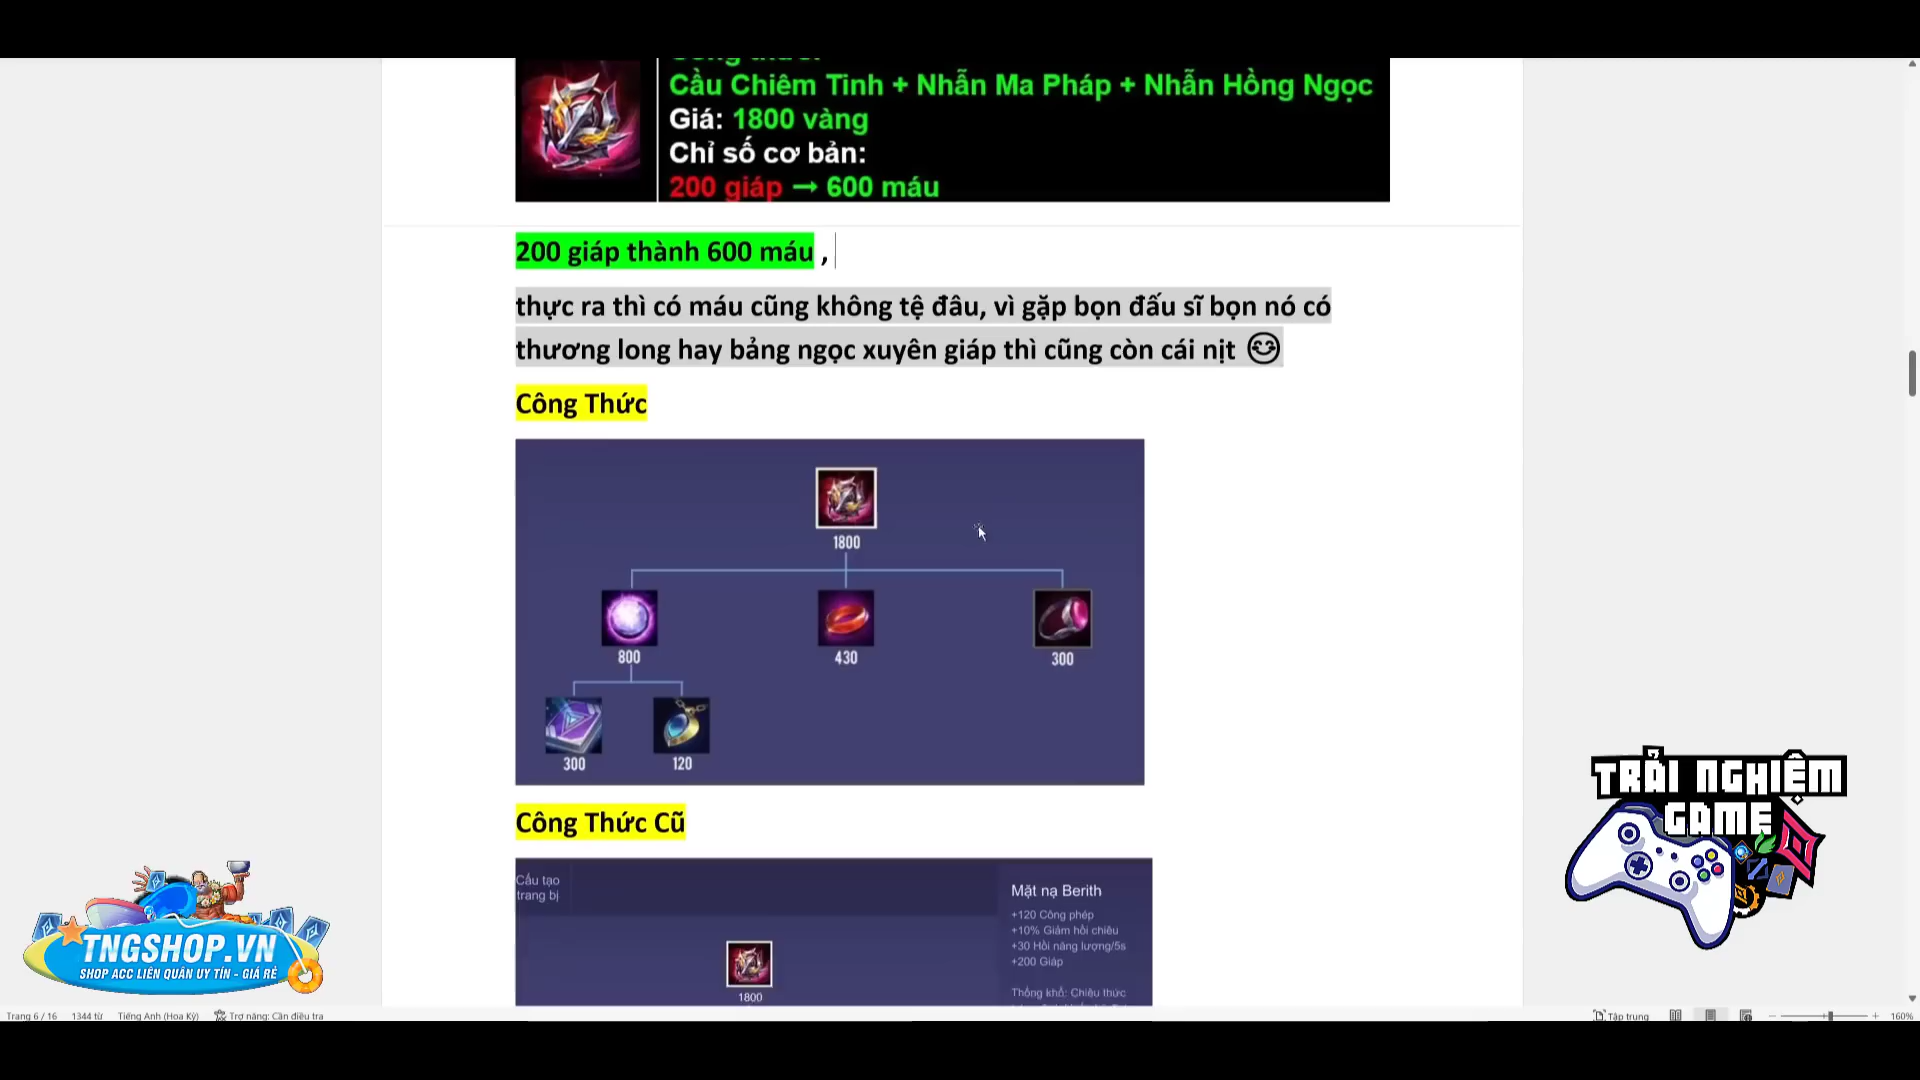 Cầu Chiêm Tinh + Nhẫn Ma Pháp + Nhẫn Hồng Ngọc
Giá: 1800 vàng
Chỉ số cơ bản:
200 giáp → 600 máu
200 giáp thành 600 máu ,
thực ra thì có máu cũng không tệ đâu, vì gặp bọn đấu sĩ bọn nó có
thương long hay bảng ngọc xuyên giáp thì cũng còn cái nịt 😊
Công Thức
1800
800 430 300
300 120
Công Thức Cũ
Cấu tạo
trang bị
Mặt nạ Berith
+120 Công phép
+10% Giảm hồi chiêu
+30 Hồi năng lượng/5s
+200 Giáp
Thống khổ: Chiêu thức
1800
TRẢI NGHIỆM
GAME
TNGSHOP.VN
SHOP ACC LIÊN QUÂN UY TÍN - GIÁ RẺ
Trang 6 / 16 1344 từ Tiếng Anh (Hoa Kỳ) Trợ năng: Cần điều tra Tập trung 160%